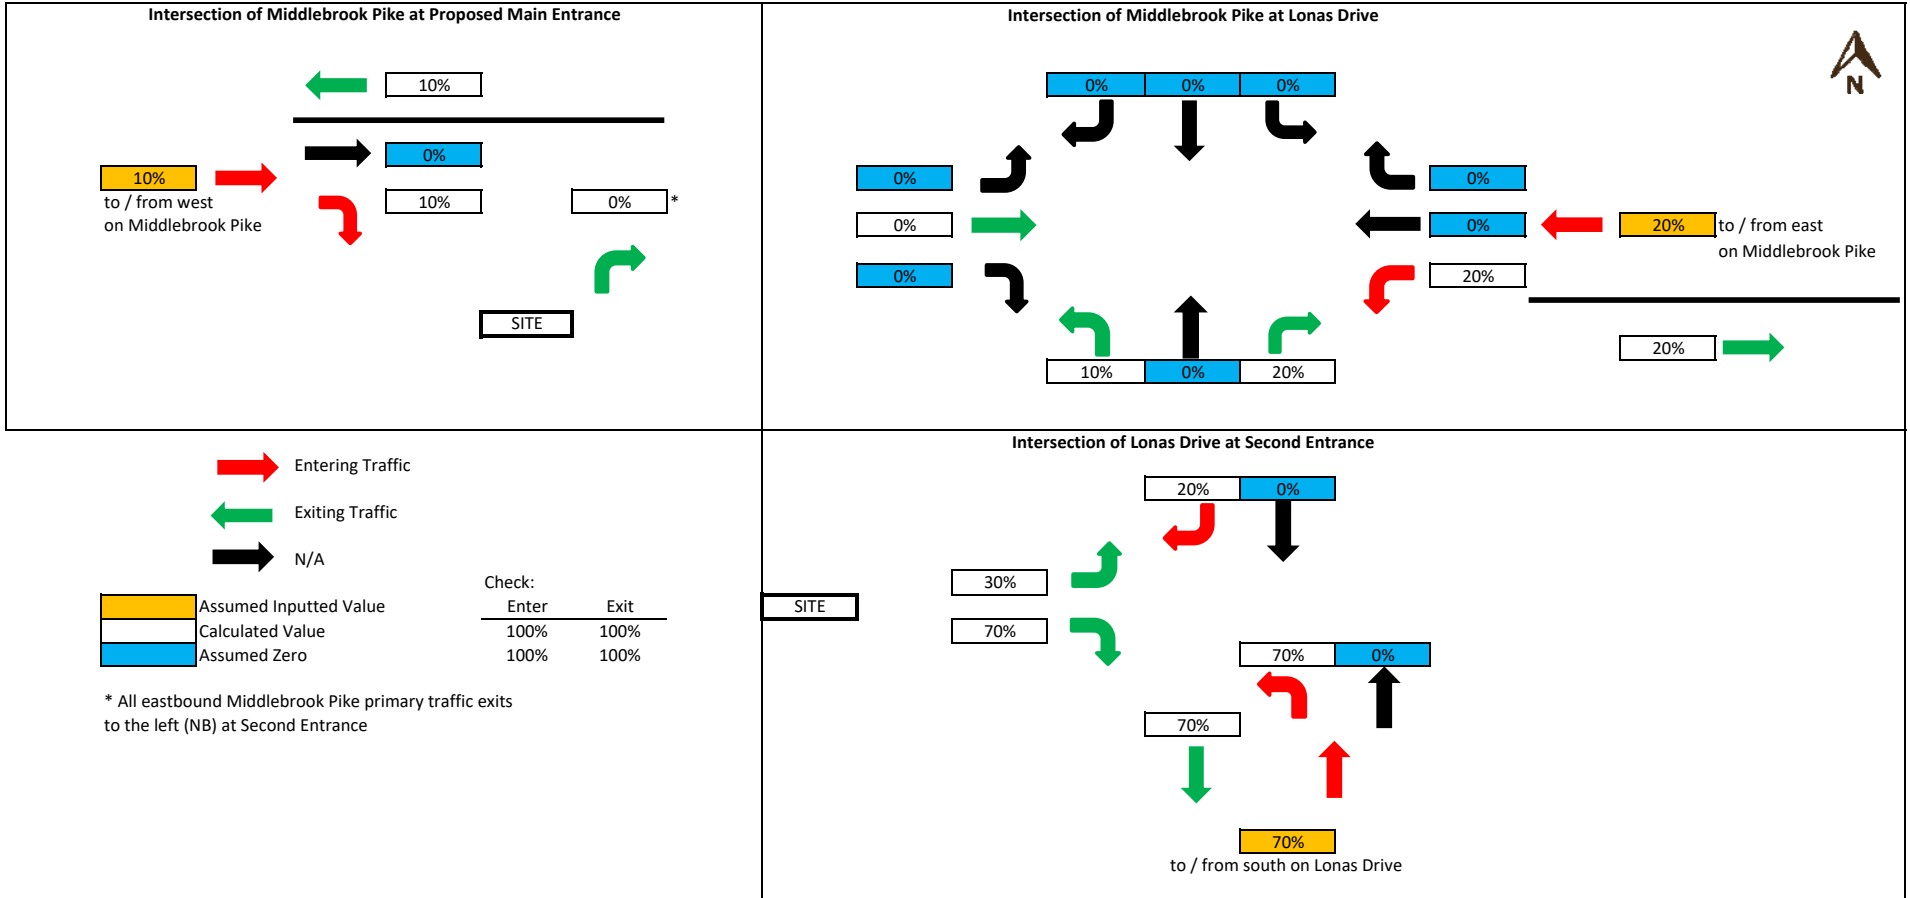 Intersection of Middlebrook Pike at Proposed Main Entrance
10%
0%
10%
to / from west
on Middlebrook Pike
10%
0% *
SITE
Intersection of Middlebrook Pike at Lonas Drive
N
0% 0% 0%
0% 0%
0% 0% 20% to / from east
on Middlebrook Pike
0% 20%
20%
10% 0% 20%
Entering Traffic
Exiting Traffic
N/A
Check:
Assumed Inputted Value Enter Exit
Calculated Value 100% 100%
Assumed Zero 100% 100%
* All eastbound Middlebrook Pike primary traffic exits
to the left (NB) at Second Entrance
Intersection of Lonas Drive at Second Entrance
20% 0%
30%
SITE
70%
70% 0%
70%
70%
to / from south on Lonas Drive